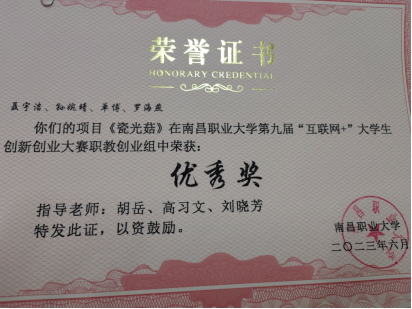 荣誉证书
HONORARY CREDENTIAL
聂宇洁、孙婉晴、单博、罗海燕
你们的项目《瓷光菇》在南昌职业大学第九届“互联网+”大学生
创新创业大赛职教创业组中荣获：
优秀奖
指导老师：胡岳、高习文、刘晓芳
特发此证，以资鼓励。
南昌职业大学
二〇二三年六月